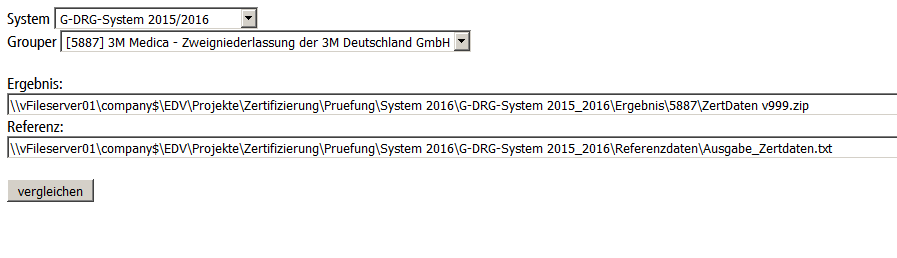 System G-DRG-System 2015/2016
Grouper [5887] 3M Medica - Zweigniederlassung der 3M Deutschland GmbH
Ergebnis:
\\vFileserver01\company$\EDV\Projekte\Zertifizierung\Pruefung\System 2016\G-DRG-System 2015_2016\Ergebnis\5887\ZertDaten v999.zip
Referenz:
\\vFileserver01\company$\EDV\Projekte\Zertifizierung\Pruefung\System 2016\G-DRG-System 2015_2016\Referenzdaten\Ausgabe_Zertdaten.txt
vergleichen